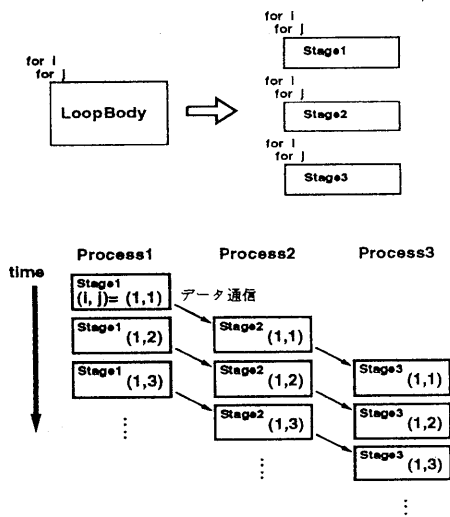 for i
for j
LoopBody
for i
for j
Stage1
for i
for j
Stage2
for i
for j
Stage3
Process1 Process2 Process3
time
Stage1
(i, j)= (1,1)
データ通信
Stage1
(1,2)
Stage2
(1,1)
Stage1
(1,3)
Stage2
(1,2)
Stage3
(1,1)
Stage2
(1,3)
Stage3
(1,2)
Stage3
(1,3)